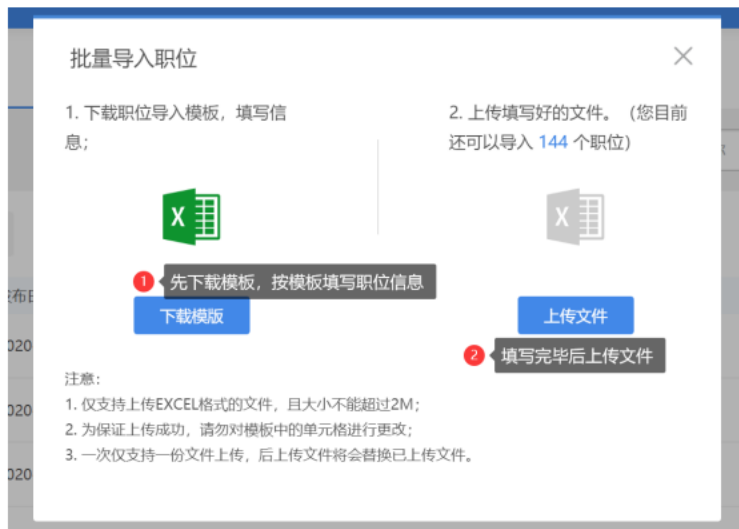 批量导入职位
1. 下载职位导入模板，填写信
息；
2. 上传填写好的文件。（您目前
还可以导入 144 个职位）
X
X
1 先下载模板，按模板填写职位信息
下载模版
上传文件
2 填写完毕后上传文件
注意：
1. 仅支持上传EXCEL格式的文件，且大小不能超过2M；
2. 为保证上传成功，请勿对模板中的单元格进行更改；
3. 一次仅支持一份文件上传，后上传文件将会替换已上传文件。
020
020
020